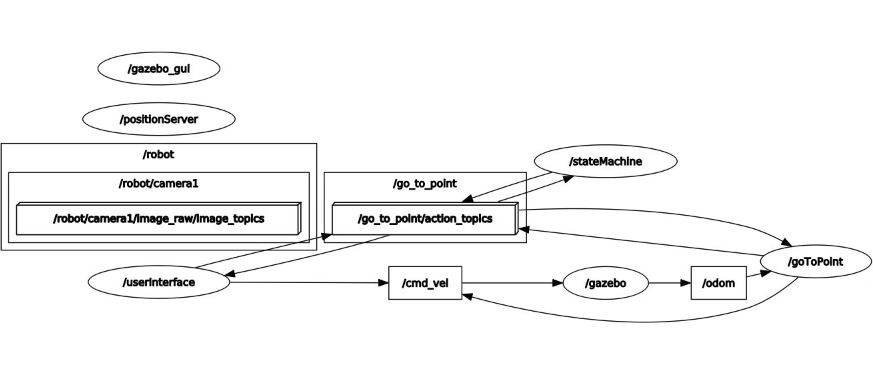 /gazebo_gui
/positionServer
/robot
/stateMachine
/robot/camera1
/go_to_point
/robot/camera1/image_raw/image_topics
/go_to_point/action_topics
/goToPoint
/userInterface
/cmd_vel
/gazebo
/odom